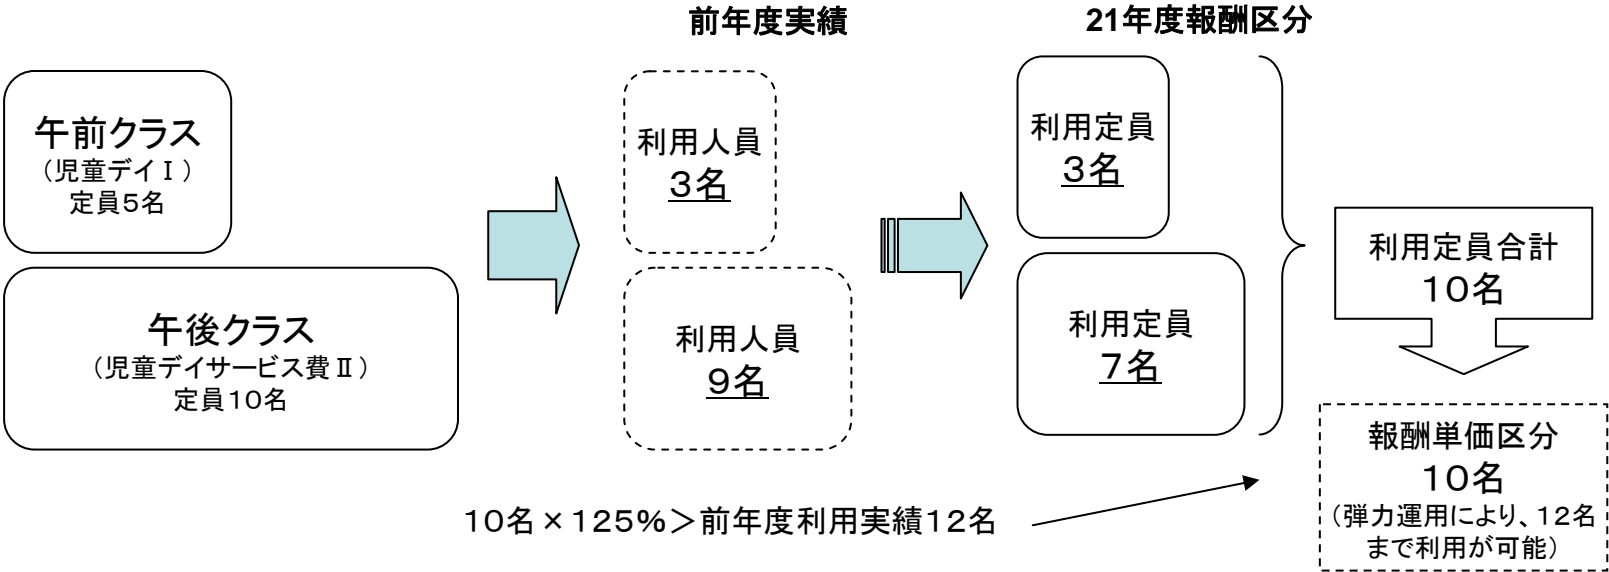 前年度実績
21年度報酬区分
午前クラス
（児童デイⅠ）
定員５名
午後クラス
（児童デイサービス費Ⅱ）
定員１０名
利用人員
３名
利用人員
９名
利用定員
３名
利用定員
７名
利用定員合計
１０名
報酬単価区分
１０名
（弾力運用により、１２名
まで利用が可能）
１０名×１２５％＞前年度利用実績１２名